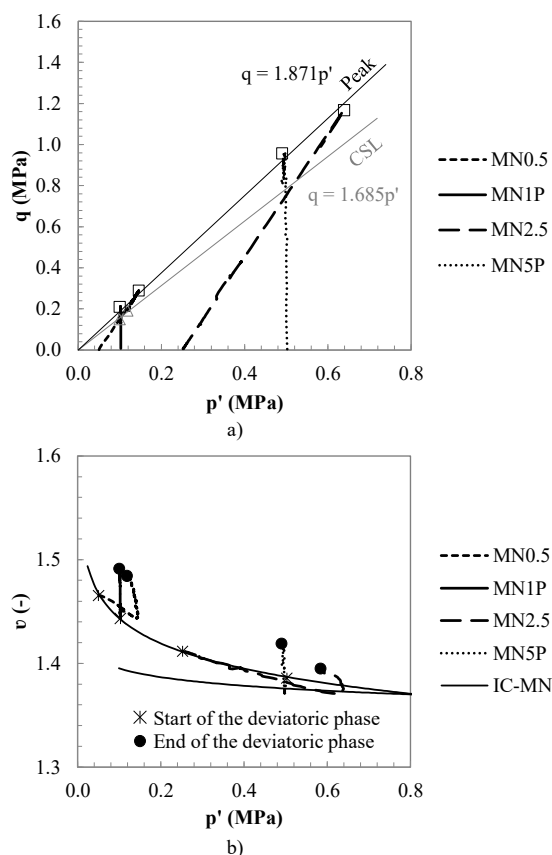 1.6
1.4
1.2
1.0
0.8
0.6
0.4
0.2
0.0
q (MPa)
q = 1.871p'
Peak
CSL
q = 1.685p'
0.0 0.2 0.4 0.6 0.8
p' (MPa)
a)
MN0.5
MN1P
MN2.5
MN5P
1.6
1.5
1.4
1.3
υ (-)
Start of the deviatoric phase
End of the deviatoric phase
0.0 0.2 0.4 0.6 0.8
p' (MPa)
b)
MN0.5
MN1P
MN2.5
MN5P
IC-MN